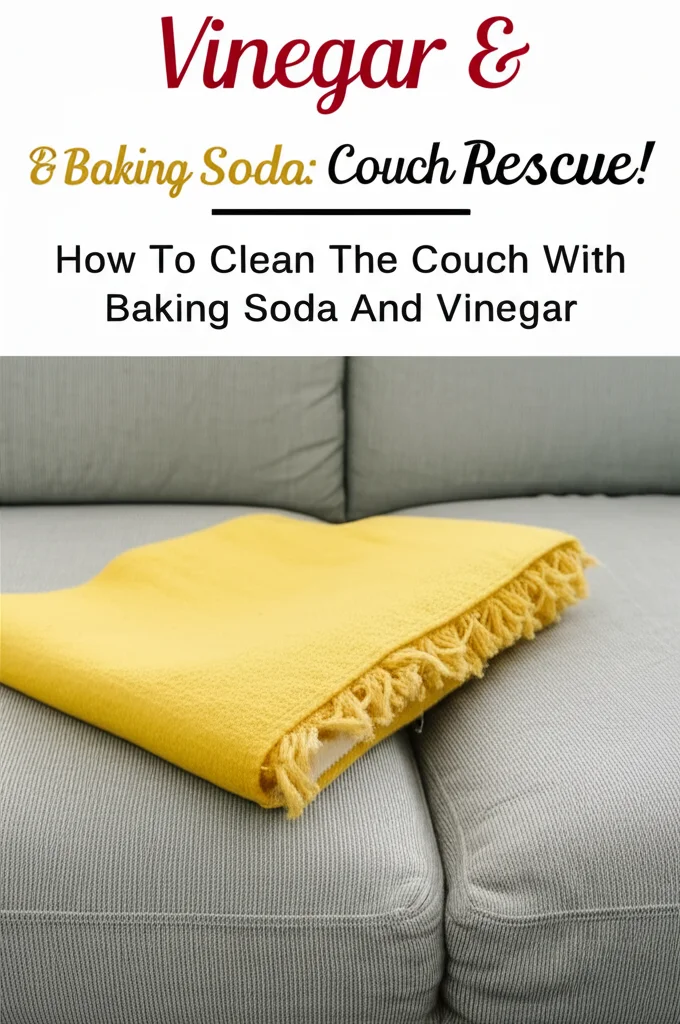 Vinegar &
& Baking Soda: Couch Rescue!
How To Clean The Couch With
Baking Soda And Vinegar